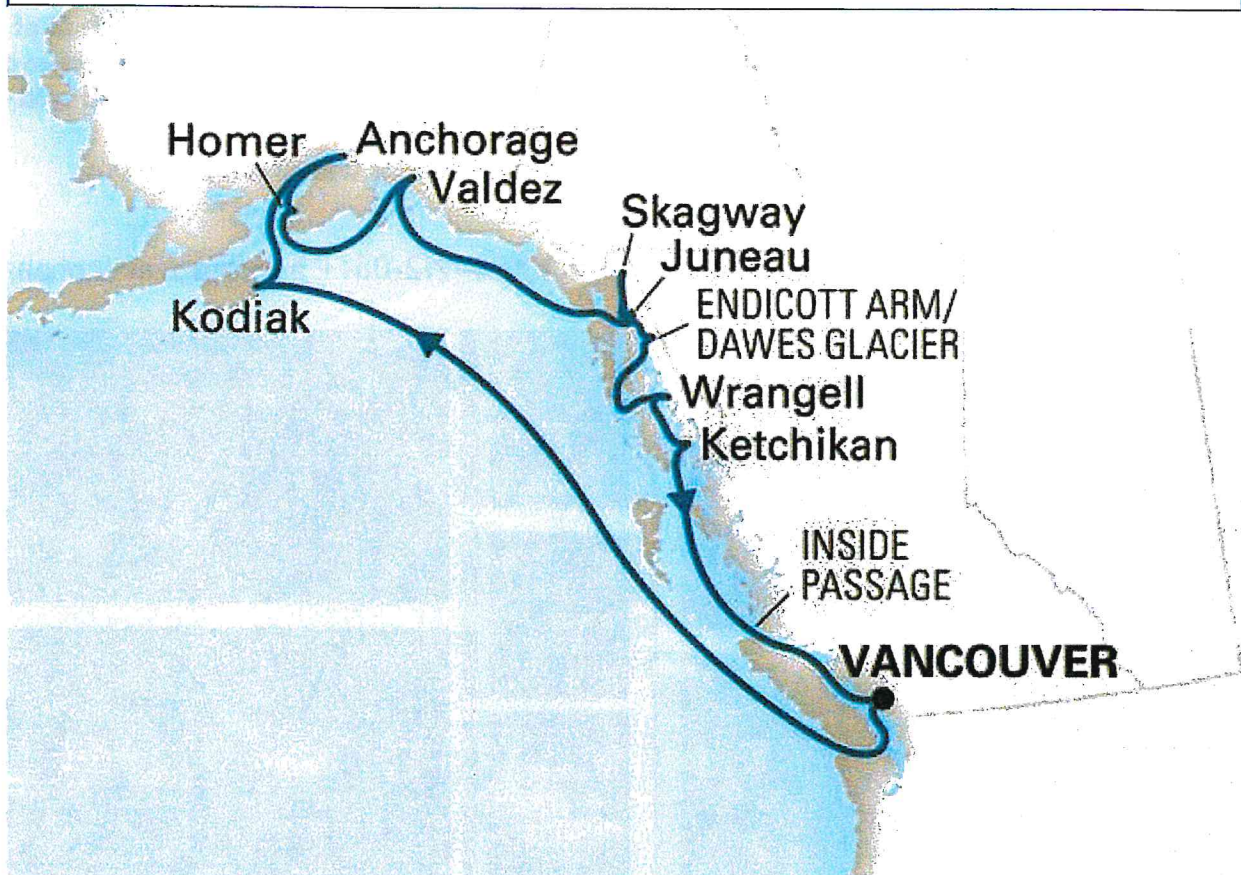 Homer
Anchorage
Valdez
Skagway
Juneau
ENDICOTT ARM/
DAWES GLACIER
Kodiak
Wrangell
Ketchikan
INSIDE
PASSAGE
VANCOUVER